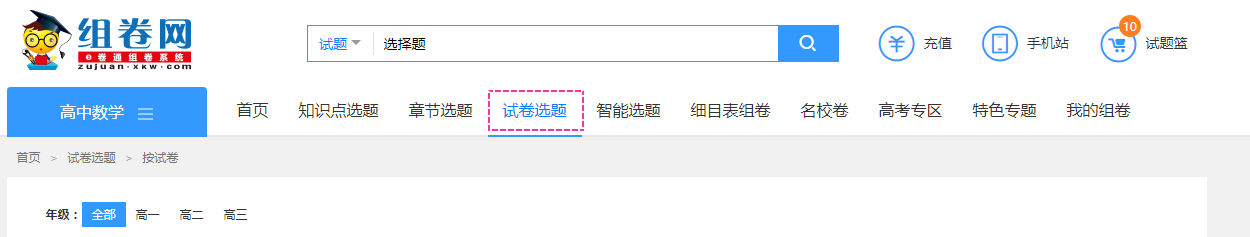 组卷网
e卷通组卷系统
zujuan.xkw.com
试题 选择题
充值
手机站
10
试题篮
高中数学
首页 知识点选题 章节选题 试卷选题 智能选题 细目表组卷 名校卷 高考专区 特色专题 我的组卷
首页 > 试卷选题 > 按试卷
年级： 全部 高一 高二 高三